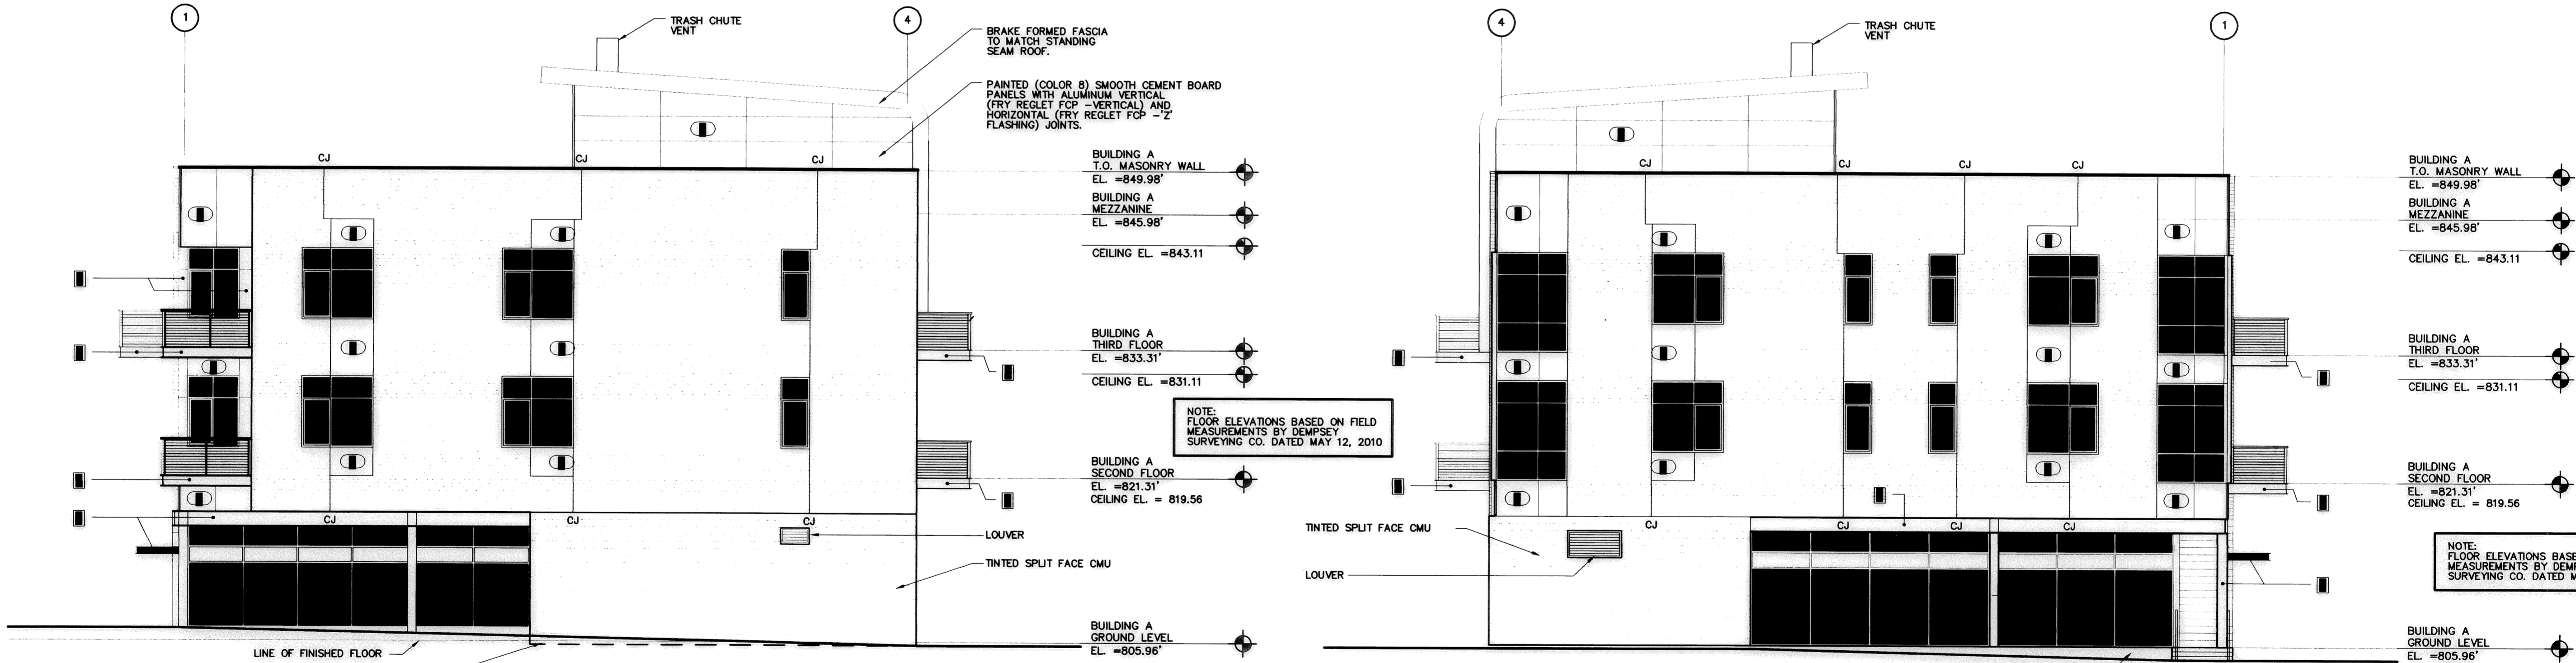 1
4
TRASH CHUTE
VENT
BRAKE FORMED FASCIA
TO MATCH STANDING
SEAM ROOF.
PAINTED (COLOR 8) SMOOTH CEMENT BOARD
PANELS WITH ALUMINUM VERTICAL
(FRY REGLET FCP -VERTICAL) AND
HORIZONTAL (FRY REGLET FCP -'Z'
FLASHING) JOINTS.
CJ
CJ
CJ
BUILDING A
T.O. MASONRY WALL
EL. =849.98'
BUILDING A
MEZZANINE
EL. =845.98'
CEILING EL. =843.11
BUILDING A
THIRD FLOOR
EL. =833.31'
CEILING EL. =831.11
NOTE:
FLOOR ELEVATIONS BASED ON FIELD
MEASUREMENTS BY DEMPSEY
SURVEYING CO. DATED MAY 12, 2010
BUILDING A
SECOND FLOOR
EL. =821.31'
CEILING EL. = 819.56
CJ
CJ
CJ
LOUVER
TINTED SPLIT FACE CMU
BUILDING A
GROUND LEVEL
EL. =805.96'
LINE OF FINISHED FLOOR
4
1
TRASH CHUTE
VENT
CJ
CJ
CJ
CJ
BUILDING A
T.O. MASONRY WALL
EL. =849.98'
BUILDING A
MEZZANINE
EL. =845.98'
CEILING EL. =843.11
BUILDING A
THIRD FLOOR
EL. =833.31'
CEILING EL. =831.11
BUILDING A
SECOND FLOOR
EL. =821.31'
CEILING EL. = 819.56
TINTED SPLIT FACE CMU
CJ
CJ
CJ
CJ
LOUVER
NOTE:
FLOOR ELEVATIONS
MEASUREMENTS BY
SURVEYING CO. DATED
BUILDING A
GROUND LEVEL
EL. =805.96'